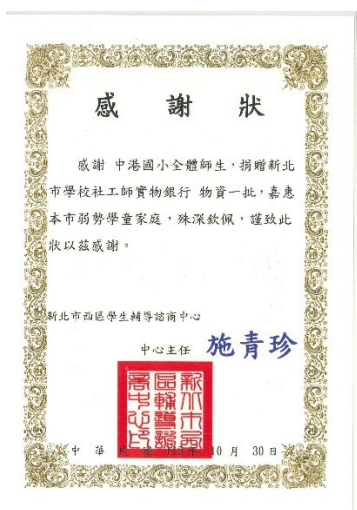 感謝狀
感謝 中港國小全體師生,捐贈新北
市學校社工師實物銀行 物資一批,嘉惠
本市弱勢學童家庭,殊深欽佩,謹致此
狀以茲感謝。
新北市西區學生輔導諮商中心
中心主任 施青珍
中華 10 月 30 日